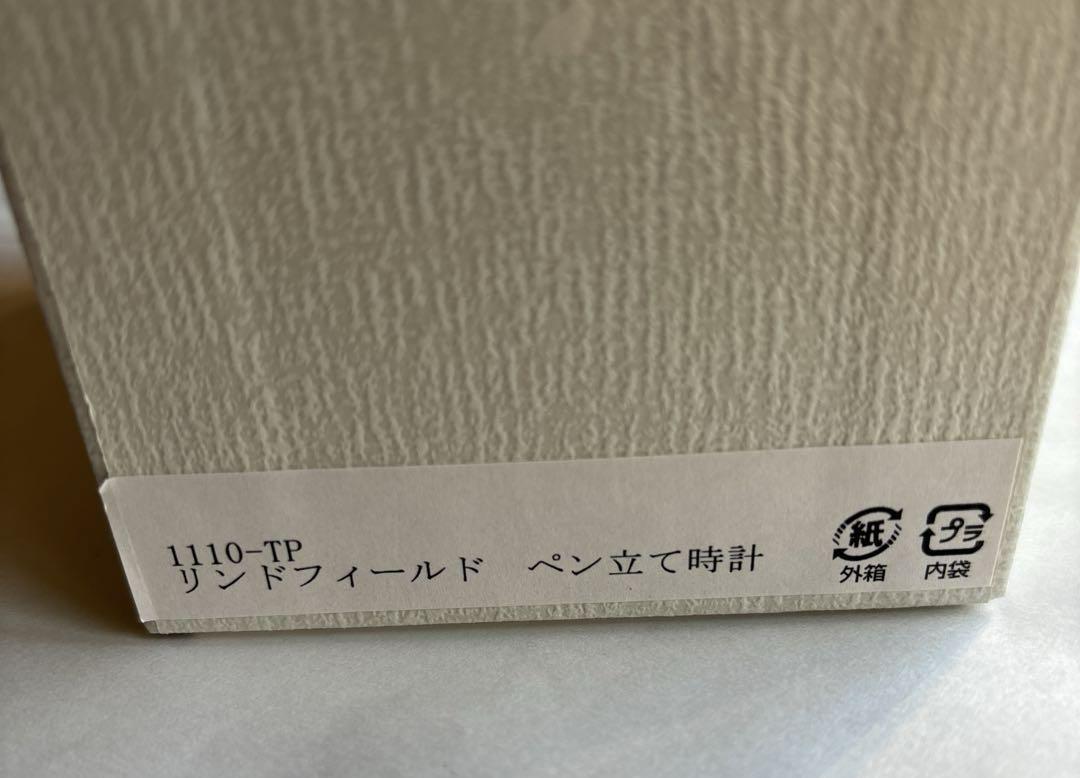 1110-TP
リンドフィールド　ペン立て時計
紙
外箱
プラ
内袋